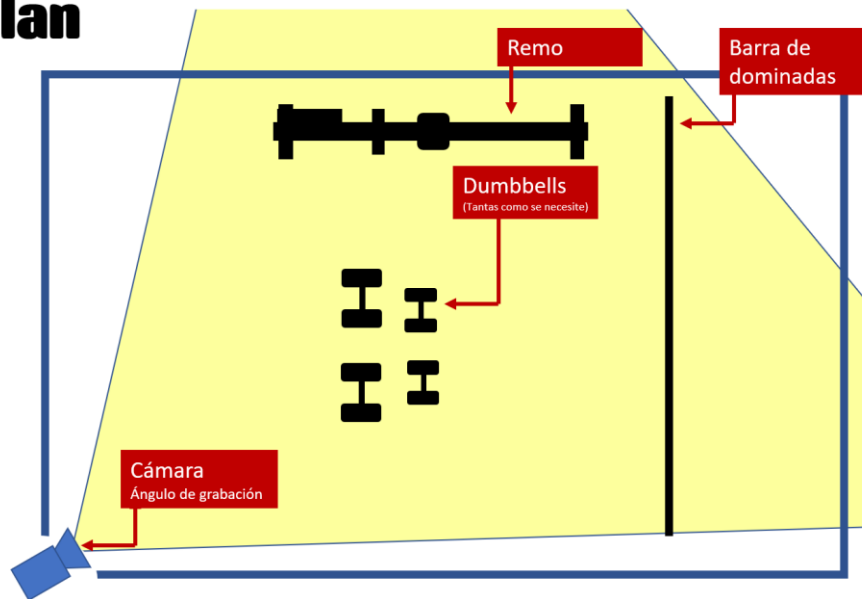 lan
Remo
Barra de
dominadas
Dumbbells
(Tantas como se necesite)
Cámara
Ángulo de grabación